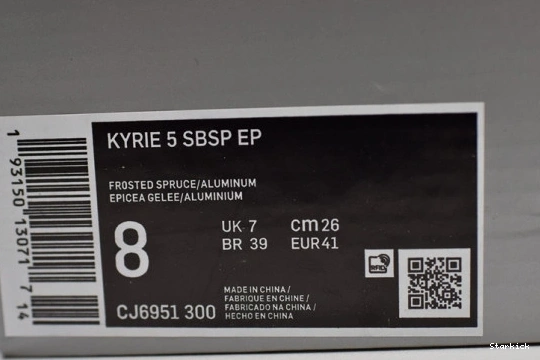 KYRIE 5 SBSP EP
FROSTED SPRUCE/ALUMINUM
EPICEA GELEE/ALUMINIUM
8
UK 7 cm 26
BR 39 EUR 41
RFID
CJ6951 300
MADE IN CHINA /
FABRIQUE EN CHINE /
FABRICADO NA CHINA /
HECHO EN CHINA
1 93150 13071 7 14
Starkick